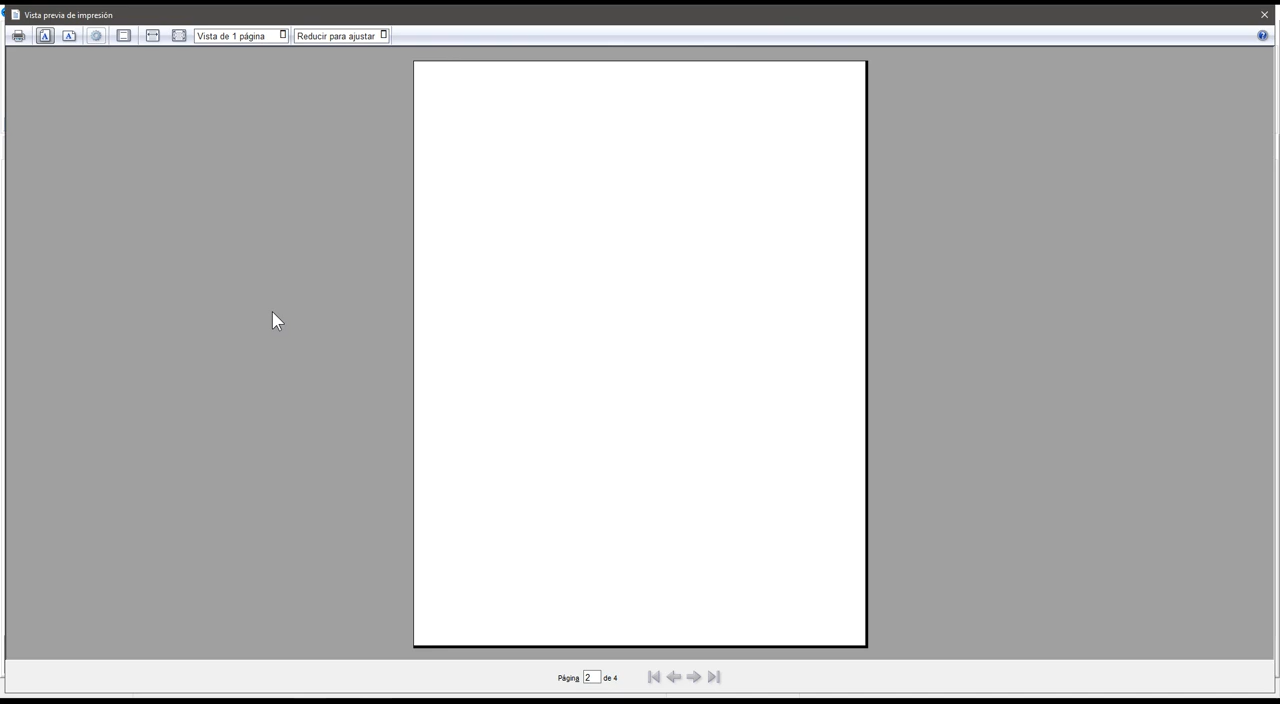 Vista previa de impresión
Vista de 1 página Reducir para ajustar
Página 2 de 4